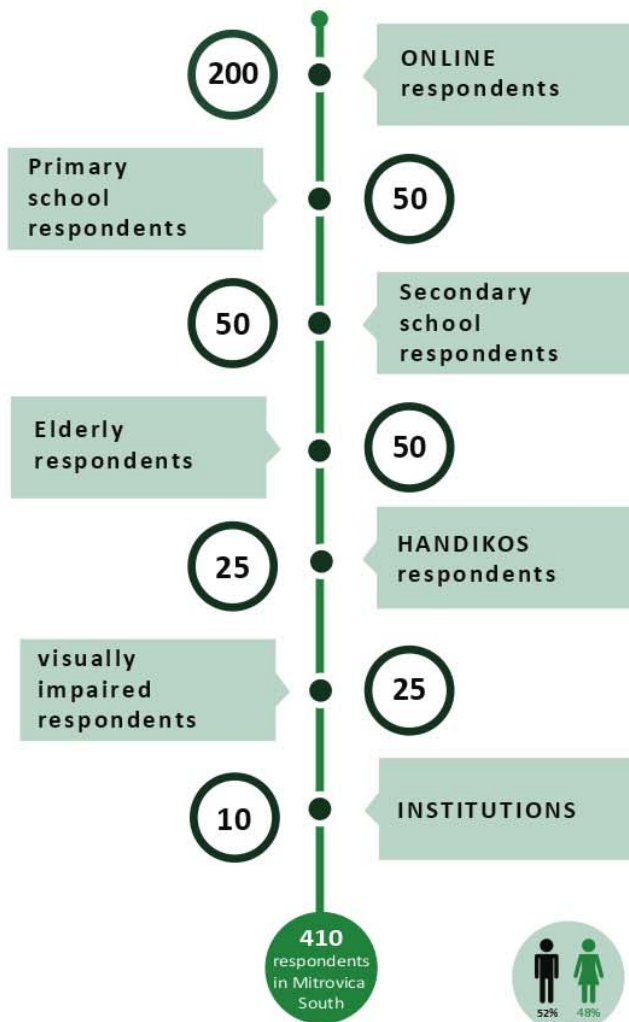 200
ONLINE
respondents
Primary
school
respondents
50
50
Secondary
school
respondents
Elderly
respondents
50
25
HANDIKOS
respondents
visually
impaired
respondents
25
10
INSTITUTIONS
410
respondents
in Mitrovica
South
52% 48%